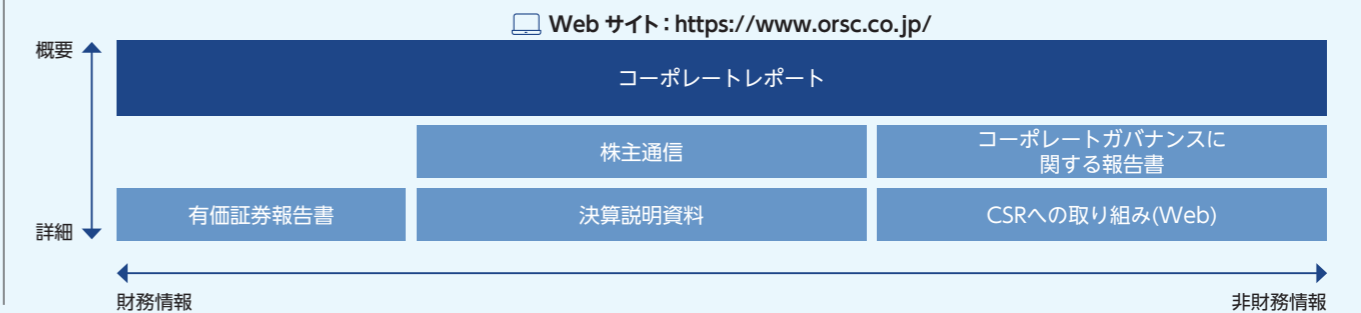 Web サイト：https://www.orsc.co.jp/
概要
コーポレートレポート
株主通信
コーポレートガバナンスに
関する報告書
有価証券報告書
決算説明資料
CSRへの取り組み(Web)
詳細
財務情報
非財務情報